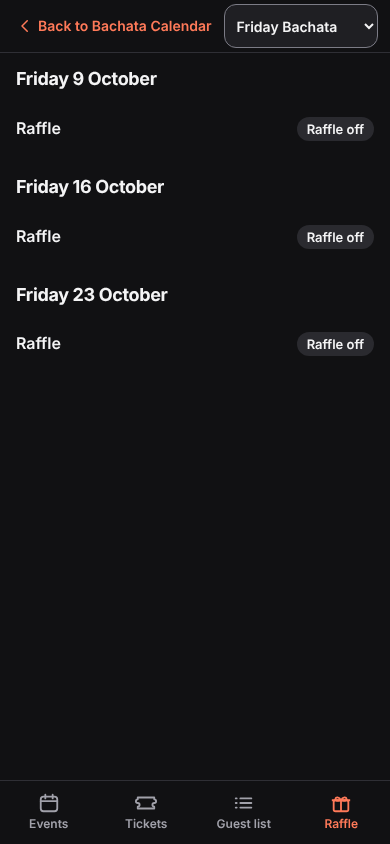 Back to Bachata Calendar
Friday Bachata
Friday 9 October
Raffle
Raffle off
Friday 16 October
Raffle
Raffle off
Friday 23 October
Raffle
Raffle off
Events
Tickets
Guest list
Raffle